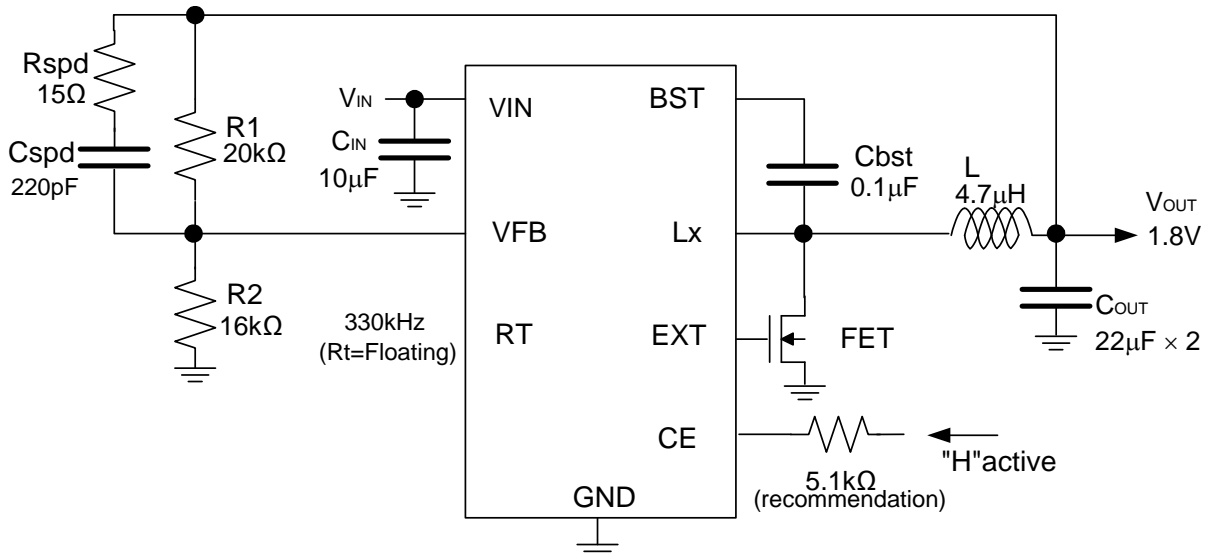 Rspd
15Ω
Cspd
220pF
R1
20kΩ
R2
16kΩ
VIN
CIN
10μF
330kHz
(Rt=Floating)
VIN
VFB
RT
BST
Lx
EXT
CE
GND
Cbst
0.1μF
L
4.7μH
VOUT
1.8V
COUT
22μF × 2
FET
5.1kΩ
(recommendation)
"H"active